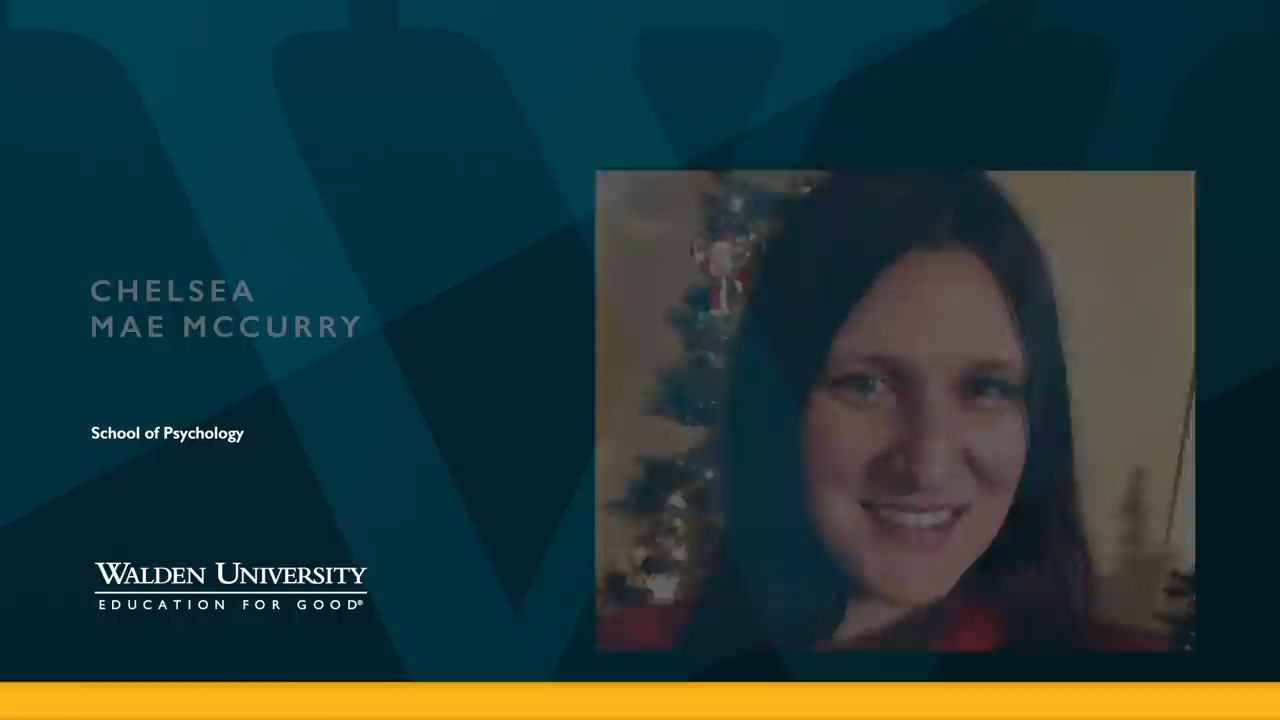 CHELSEA
MAE MCCURRY
School of Psychology
WALDEN UNIVERSITY
EDUCATION FOR GOOD®